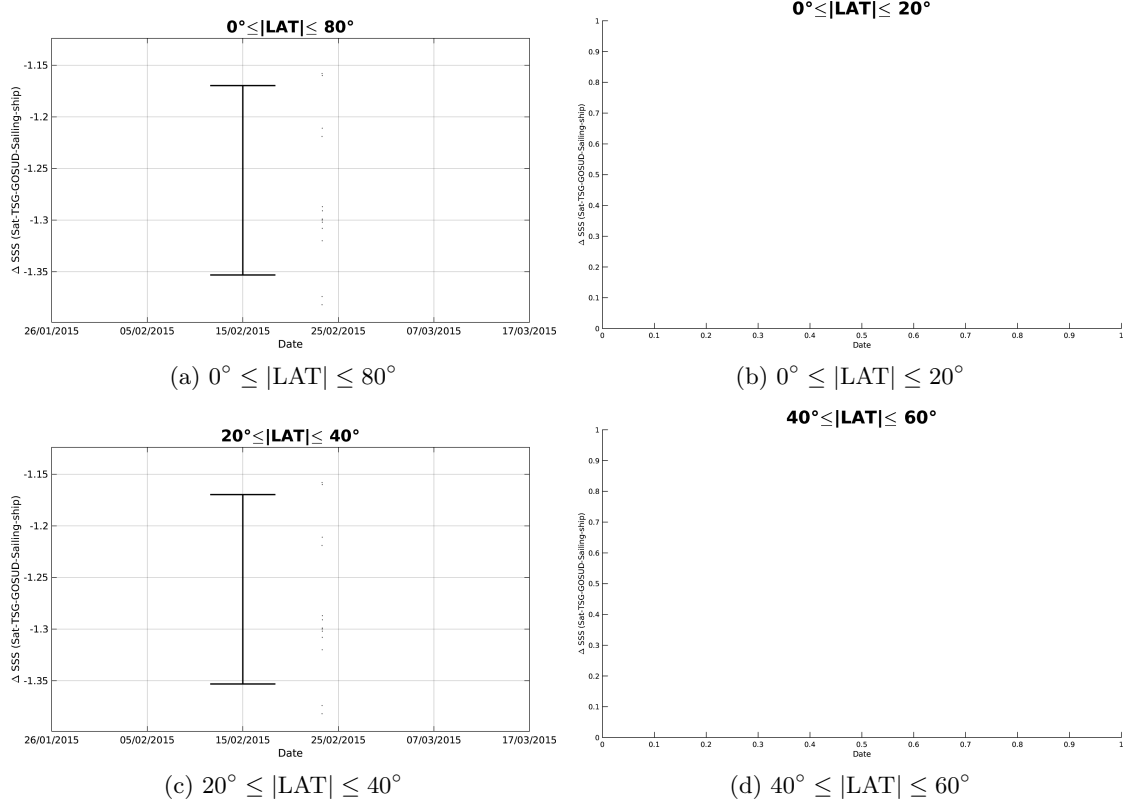 0°≤|LAT|≤ 80°
Δ SSS (Sat-TSG-GOSUD-Sailing-ship)
-1.15
-1.2
-1.25
-1.3
-1.35
26/01/2015 05/02/2015 15/02/2015 25/02/2015 07/03/2015 17/03/2015
Date
(a) 0° ≤ |LAT| ≤ 80°
0°≤|LAT|≤ 20°
Δ SSS (Sat-TSG-GOSUD-Sailing-ship)
1
0.9
0.8
0.7
0.6
0.5
0.4
0.3
0.2
0.1
0
0 0.1 0.2 0.3 0.4 0.5 0.6 0.7 0.8 0.9 1
Date
(b) 0° ≤ |LAT| ≤ 20°
20°≤|LAT|≤ 40°
Δ SSS (Sat-TSG-GOSUD-Sailing-ship)
-1.15
-1.2
-1.25
-1.3
-1.35
26/01/2015 05/02/2015 15/02/2015 25/02/2015 07/03/2015 17/03/2015
Date
(c) 20° ≤ |LAT| ≤ 40°
40°≤|LAT|≤ 60°
Δ SSS (Sat-TSG-GOSUD-Sailing-ship)
1
0.9
0.8
0.7
0.6
0.5
0.4
0.3
0.2
0.1
0
0 0.1 0.2 0.3 0.4 0.5 0.6 0.7 0.8 0.9 1
Date
(d) 40° ≤ |LAT| ≤ 60°